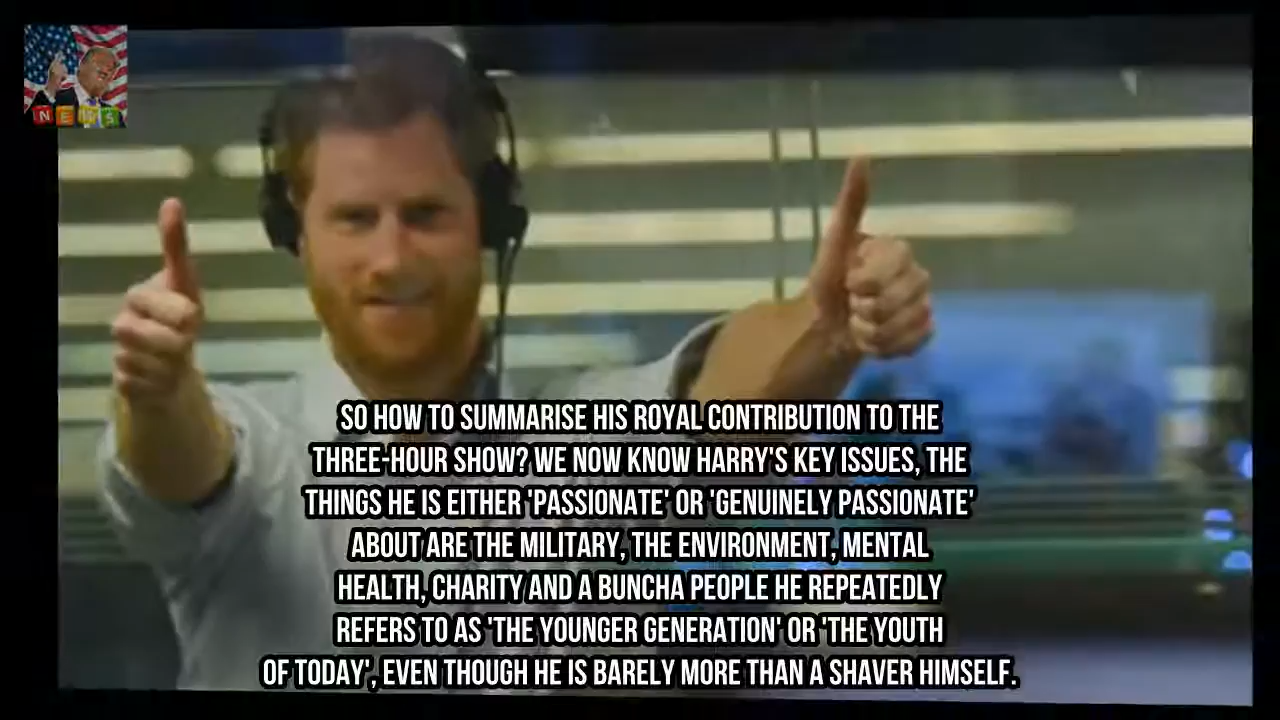 NEWS
SO HOW TO SUMMARISE HIS ROYAL CONTRIBUTION TO THE
THREE-HOUR SHOW? WE NOW KNOW HARRY'S KEY ISSUES, THE
THINGS HE IS EITHER 'PASSIONATE' OR 'GENUINELY PASSIONATE'
ABOUT ARE THE MILITARY, THE ENVIRONMENT, MENTAL
HEALTH, CHARITY AND A BUNCHA PEOPLE HE REPEATEDLY
REFERS TO AS 'THE YOUNGER GENERATION' OR 'THE YOUTH
OF TODAY', EVEN THOUGH HE IS BARELY MORE THAN A SHAVER HIMSELF.